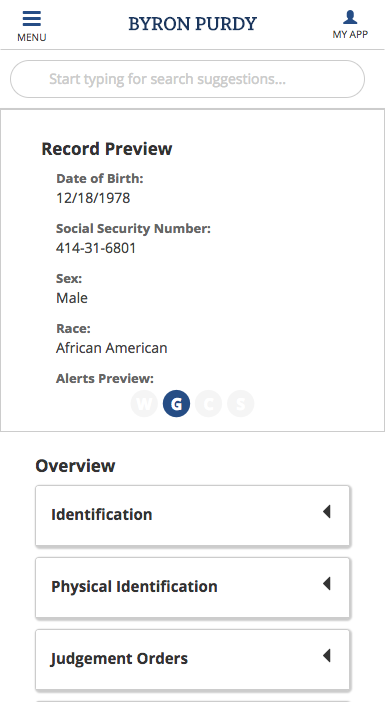 BYRON PURDY
MENU
MY APP
Start typing for search suggestions...
Record Preview
Date of Birth:
12/18/1978
Social Security Number:
414-31-6801
Sex:
Male
Race:
African American
Alerts Preview:
W G C S
Overview
Identification
Physical Identification
Judgement Orders